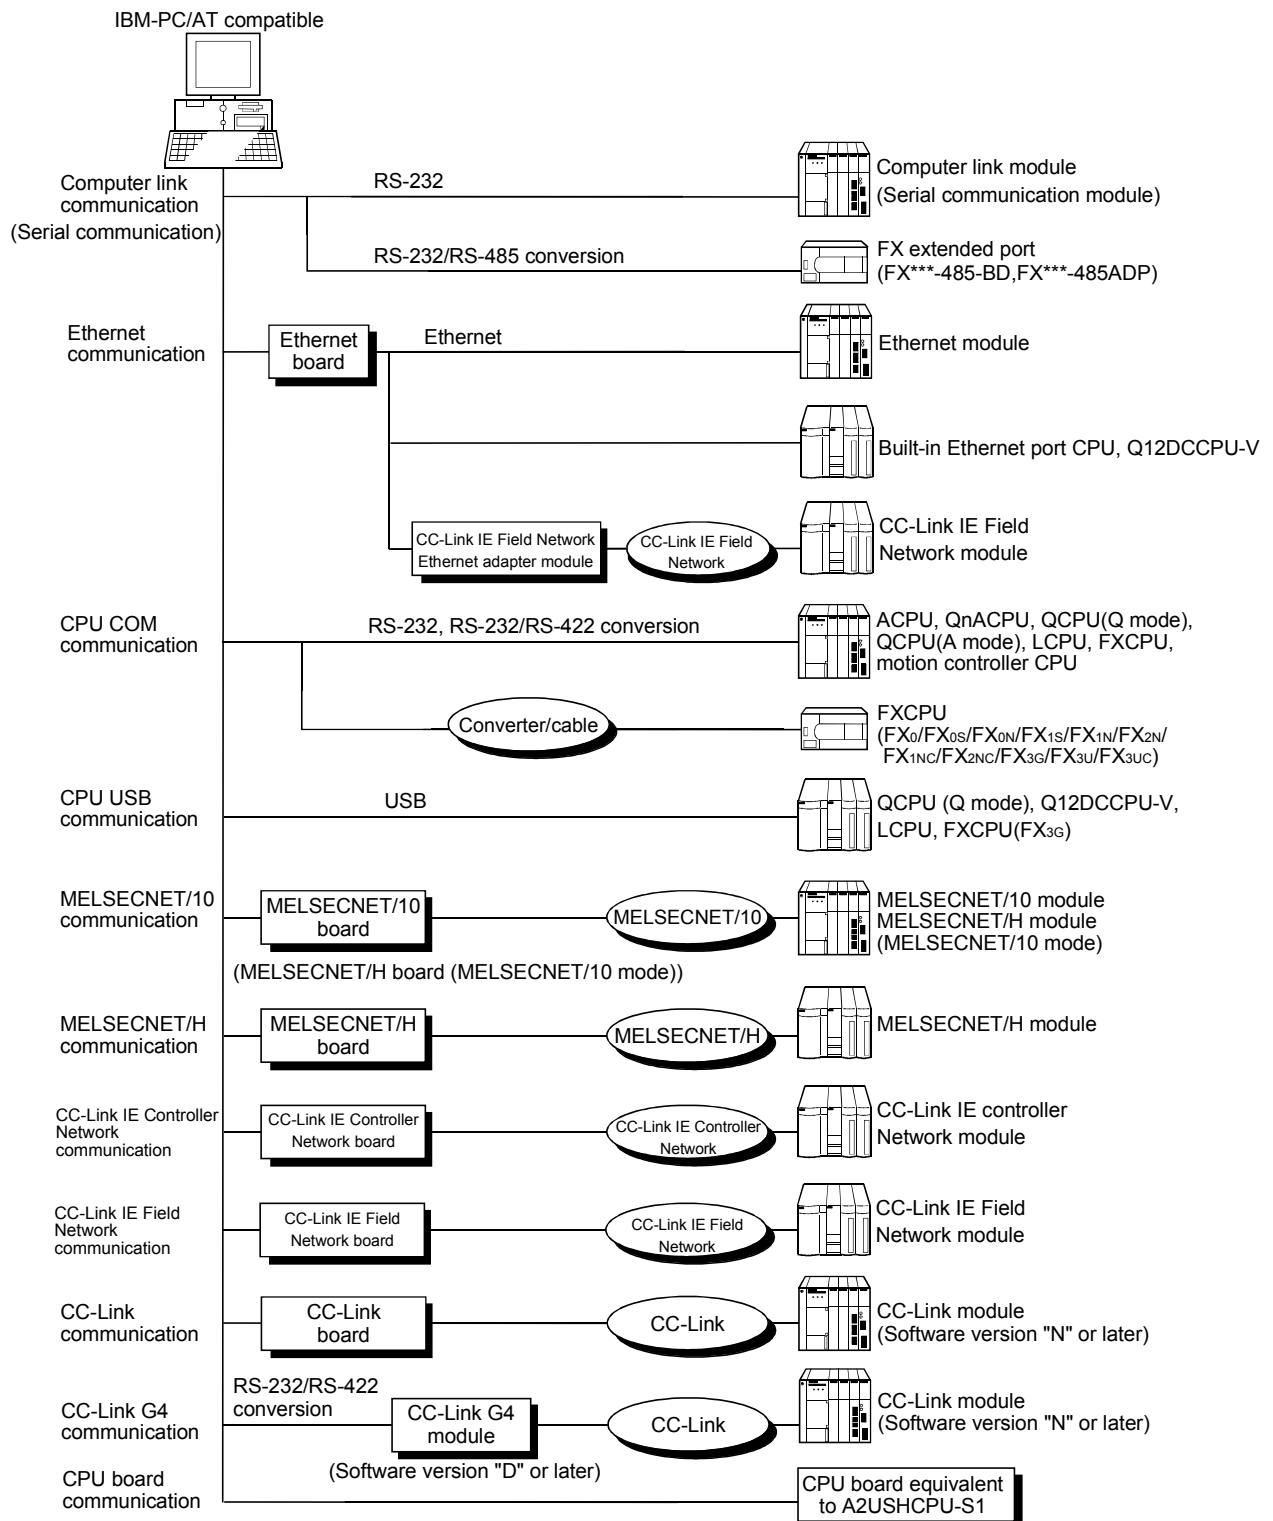 IBM-PC/AT compatible
Computer link
communication
(Serial communication)
RS-232
Computer link module
(Serial communication module)
RS-232/RS-485 conversion
FX extended port
(FX***-485-BD,FX***-485ADP)
Ethernet
communication
Ethernet
board
Ethernet
Ethernet module
Built-in Ethernet port CPU, Q12DCCPU-V
CC-Link IE Field Network
Ethernet adapter module
CC-Link IE Field
Network
CC-Link IE Field
Network module
CPU COM
communication
RS-232, RS-232/RS-422 conversion
ACPU, QnACPU, QCPU(Q mode),
QCPU(A mode), LCPU, FXCPU,
motion controller CPU
Converter/cable
FXCPU
(FX0/FX0S/FX0N/FX1S/FX1N/FX2N/
FX1NC/FX2NC/FX3G/FX3U/FX3UC)
CPU USB
communication
USB
QCPU (Q mode), Q12DCCPU-V,
LCPU, FXCPU(FX3G)
MELSECNET/10
communication
MELSECNET/10
board
(MELSECNET/H board (MELSECNET/10 mode))
MELSECNET/10
MELSECNET/10 module
MELSECNET/H module
(MELSECNET/10 mode)
MELSECNET/H
communication
MELSECNET/H
board
MELSECNET/H
MELSECNET/H module
CC-Link IE Controller
Network
communication
CC-Link IE Controller
Network board
CC-Link IE Controller
Network
CC-Link IE controller
Network module
CC-Link IE Field
Network
communication
CC-Link IE Field
Network board
CC-Link IE Field
Network
CC-Link IE Field
Network module
CC-Link
communication
CC-Link
board
CC-Link
CC-Link module
(Software version "N" or later)
CC-Link G4
communication
RS-232/RS-422
conversion
CC-Link G4
module
(Software version "D" or later)
CC-Link
CC-Link module
(Software version "N" or later)
CPU board
communication
CPU board equivalent
to A2USHCPU-S1